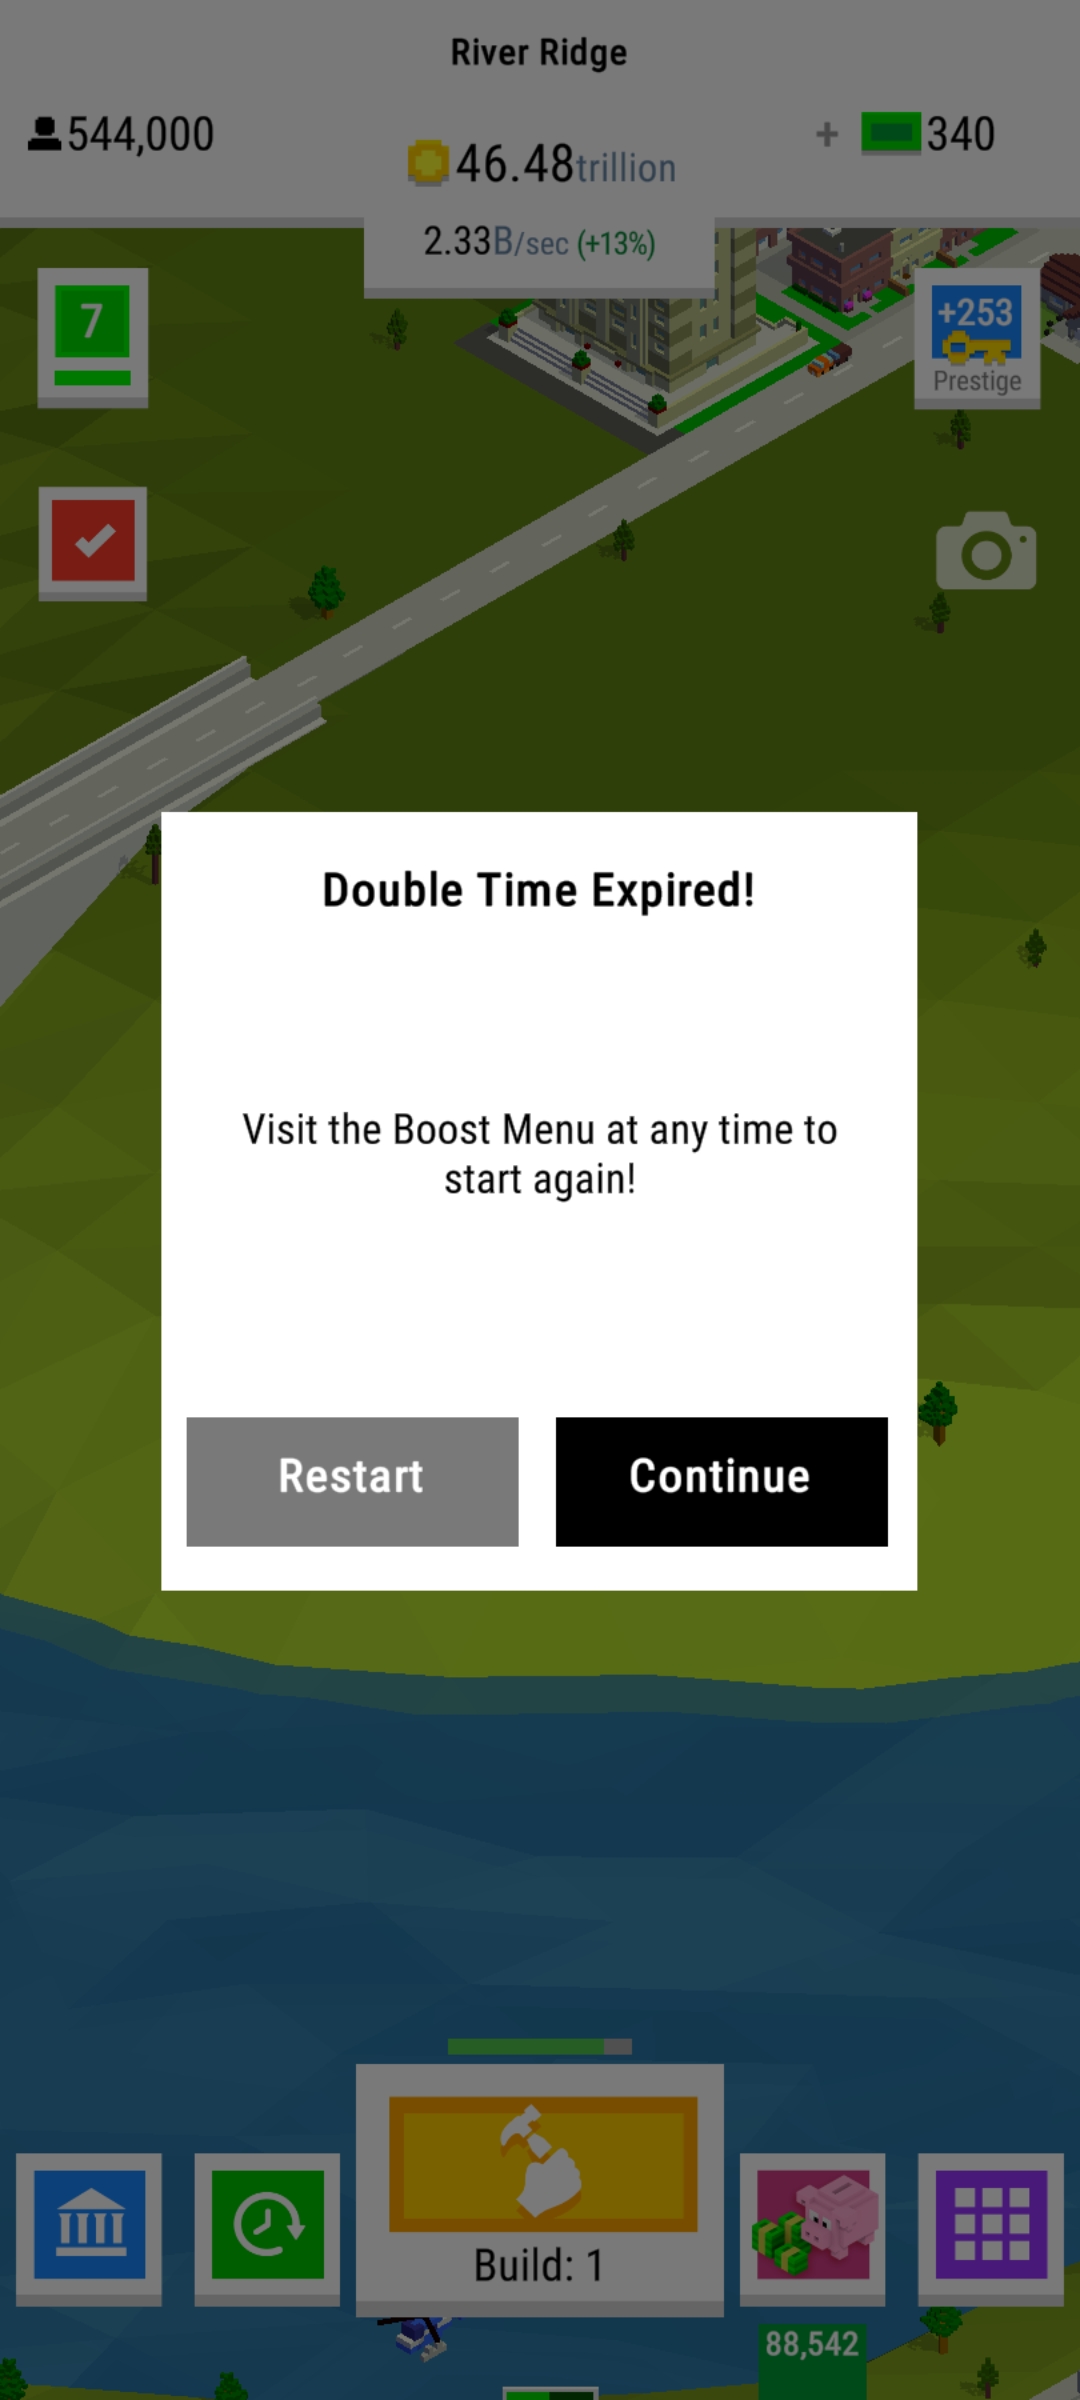 River Ridge
544,000
46.48trillion
+ 340
2.33B/sec (+13%)
7
+253
Prestige
Double Time Expired!
Visit the Boost Menu at any time to
start again!
Restart
Continue
Build: 1
88,542